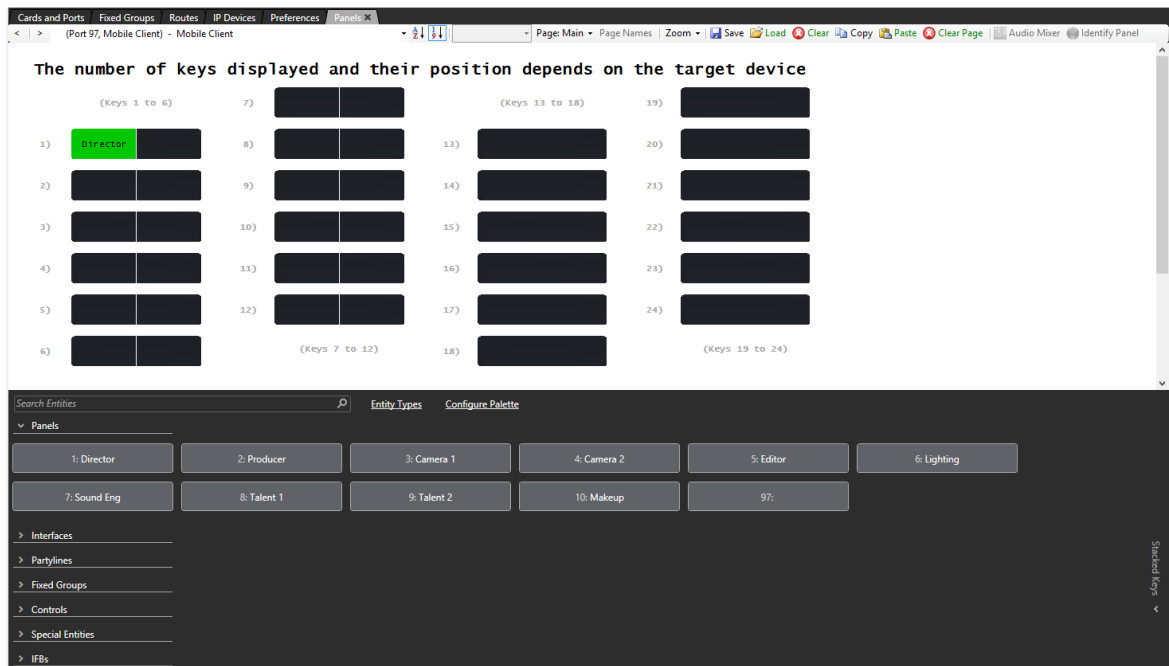 Cards and Ports Fixed Groups Routes IP Devices Preferences Panels
< > (Port 97, Mobile Client) - Mobile Client Page: Main Page Names Zoom Save Load Clear Copy Paste Clear Page Audio Mixer Identify Panel
The number of keys displayed and their position depends on the target device
(Keys 1 to 6) 7) (Keys 13 to 18) 19)
1) Director 8) 13) 20)
2) 9) 14) 21)
3) 10) 15) 22)
4) 11) 16) 23)
5) 12) 17) 24)
6) (Keys 7 to 12) 18) (Keys 19 to 24)
Search Entities Entity Types Configure Palette
Panels
1: Director 2: Producer 3: Camera 1 4: Camera 2 5: Editor 6: Lighting
7: Sound Eng 8: Talent 1 9: Talent 2 10: Makeup 97:
Interfaces
Partylines
Fixed Groups
Controls
Special Entities
IFBs
Stacked Keys